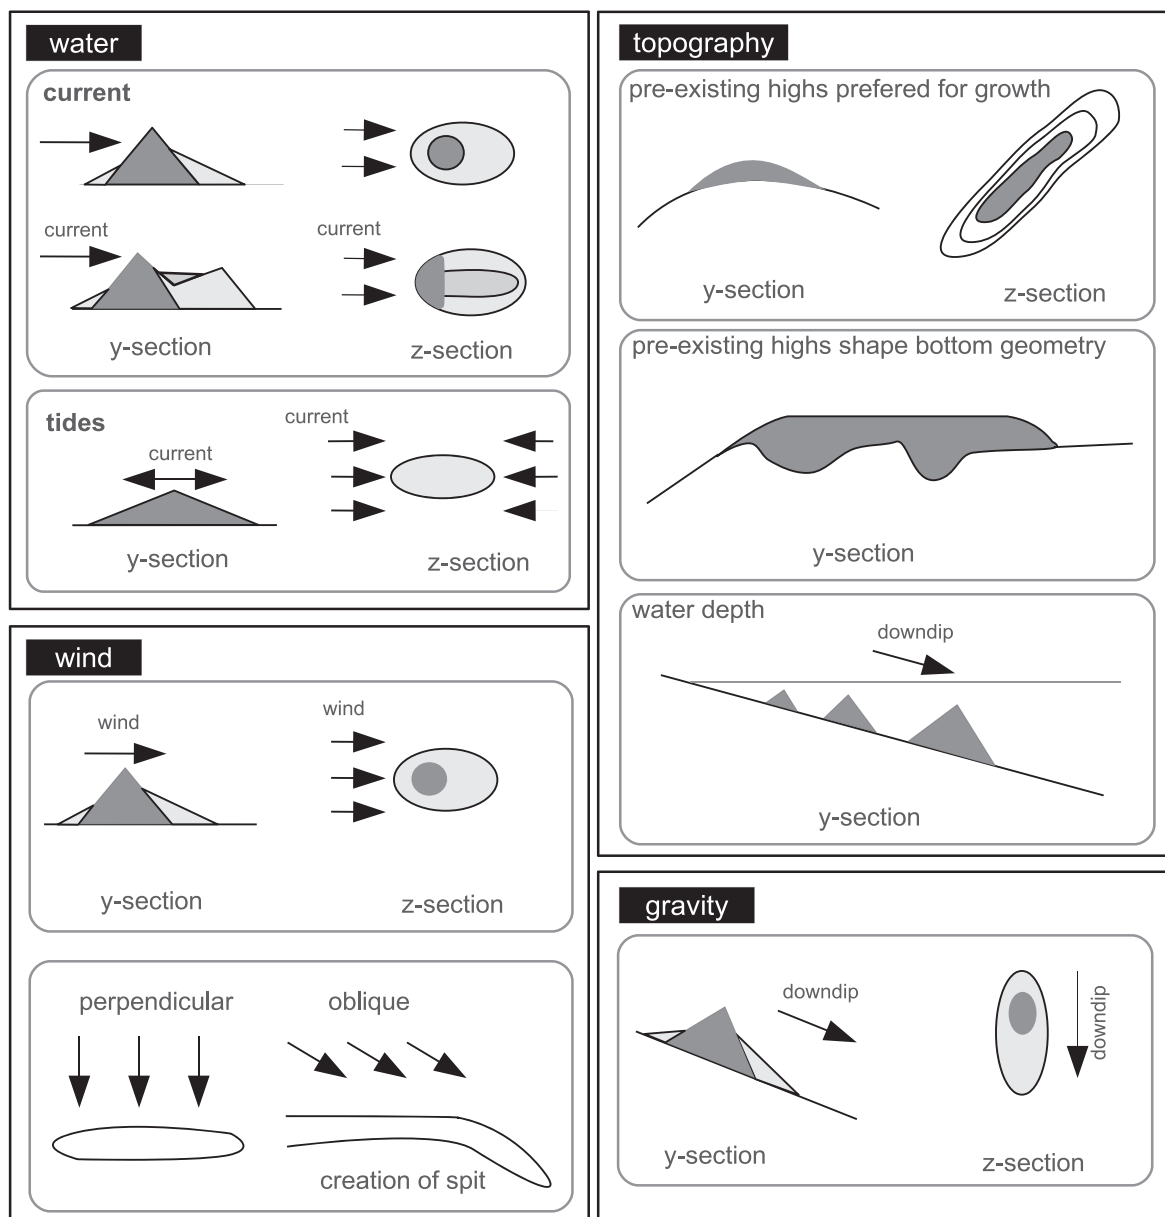 water
current
current
current
y-section
z-section
tides
current
current
y-section
z-section
wind
wind
wind
y-section
z-section
perpendicular
oblique
creation of spit
topography
pre-existing highs prefered for growth
y-section
z-section
pre-existing highs shape bottom geometry
y-section
water depth
downdip
y-section
gravity
downdip
downdip
y-section
z-section